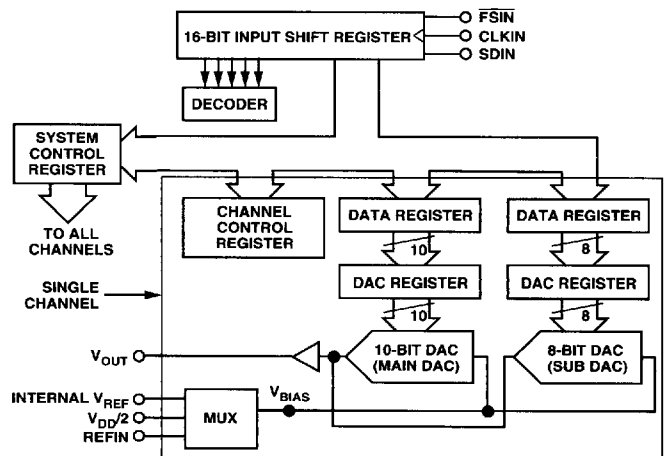 FSIN
16-BIT INPUT SHIFT REGISTER
CLKIN
SDIN
DECODER
SYSTEM
CONTROL
REGISTER
TO ALL
CHANNELS
CHANNEL
CONTROL
REGISTER
DATA REGISTER
DATA REGISTER
10
8
SINGLE
CHANNEL
DAC REGISTER
DAC REGISTER
10
8
VOUT
10-BIT DAC
(MAIN DAC)
8-BIT DAC
(SUB DAC)
INTERNAL VREF
VDD/2
REFIN
MUX
VBIAS